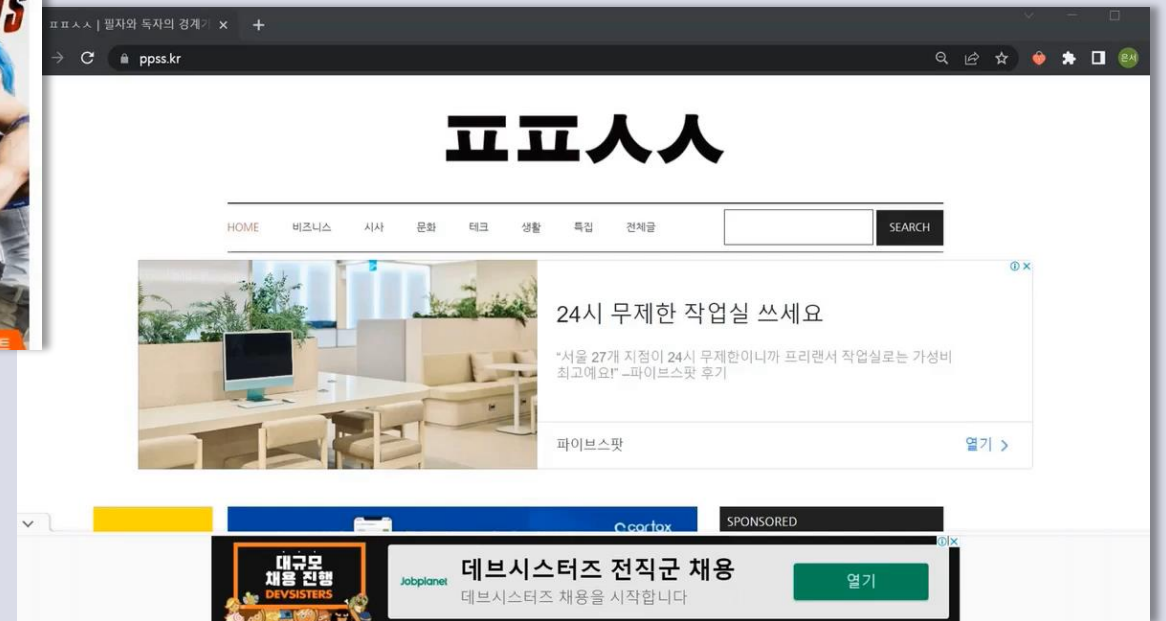 ㅍㅍㅅㅅ | 필자와 독자의 경계
ppss.kr
은서
ㅍㅍㅅㅅ
HOME 비즈니스 시사 문화 테크 생활 특집 전체글 SEARCH
24시 무제한 작업실 쓰세요
"서울 27개 지점이 24시 무제한이니까 프리랜서 작업실로는 가성비
최고예요!" –파이브스팟 후기
파이브스팟 열기 >
cartax
SPONSORED
대규모
채용 진행
DEVSISTERS
Jobplanet
데브시스터즈 전직군 채용
데브시스터즈 채용을 시작합니다
열기